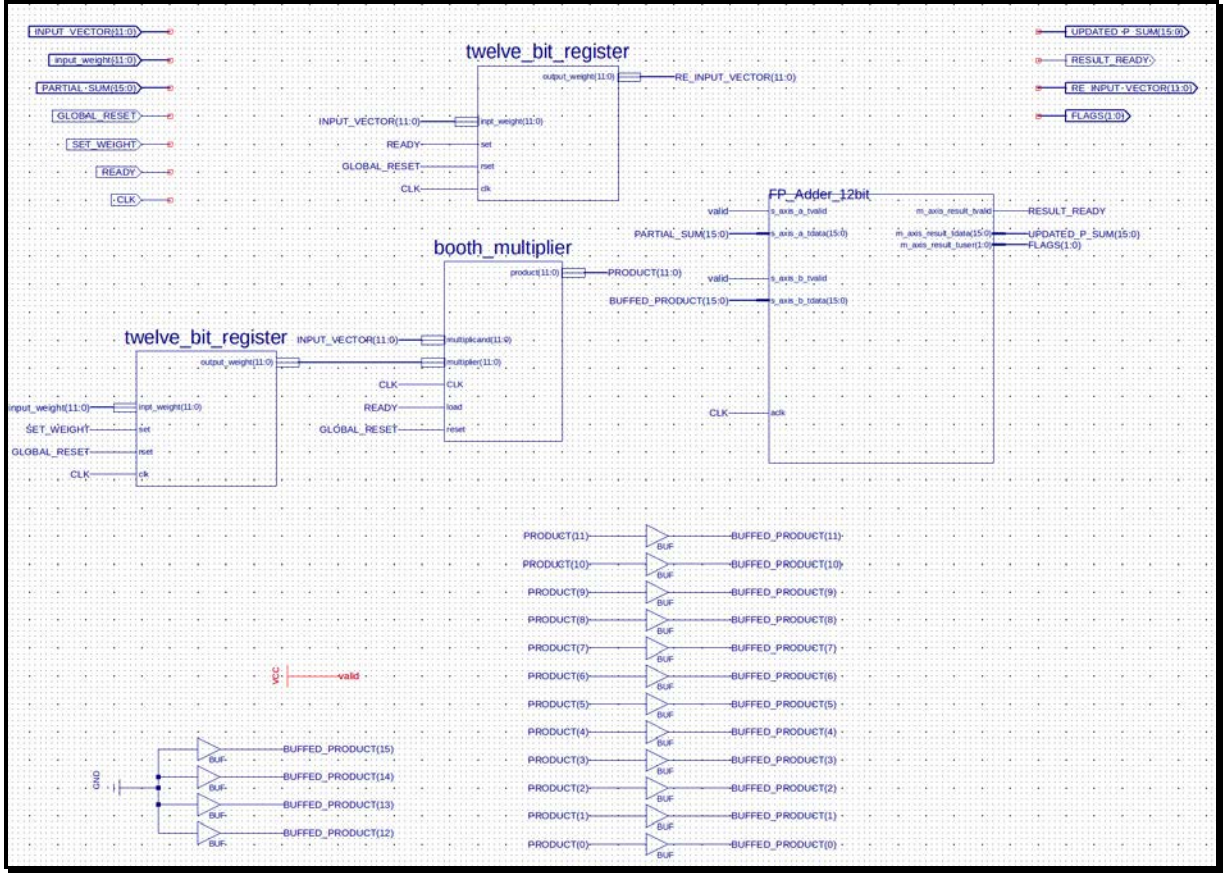 INPUT_VECTOR(11:0)
input_weight(11:0)
PARTIAL_SUM(15:0)
GLOBAL_RESET
SET_WEIGHT
READY
CLK
twelve_bit_register
output_weight(11:0)
RE_INPUT_VECTOR(11:0)
INPUT_VECTOR(11:0)
inpt_weight(11:0)
READY
set
GLOBAL_RESET
rset
CLK
clk
UPDATED_P_SUM(15:0)
RESULT_READY
RE_INPUT_VECTOR(11:0)
FLAGS(1:0)
FP_Adder_12bit
valid
s_axis_a_tvalid
m_axis_result_tvalid
RESULT_READY
PARTIAL_SUM(15:0)
s_axis_a_tdata(15:0)
m_axis_result_tdata(15:0)
UPDATED_P_SUM(15:0)
m_axis_result_tuser(1:0)
FLAGS(1:0)
valid
s_axis_b_tvalid
BUFFED_PRODUCT(15:0)
s_axis_b_tdata(15:0)
CLK
aclk
booth_multiplier
product(11:0)
PRODUCT(11:0)
INPUT_VECTOR(11:0)
multiplicand(11:0)
multiplier(11:0)
CLK
CLK
READY
load
GLOBAL_RESET
reset
twelve_bit_register
output_weight(11:0)
input_weight(11:0)
inpt_weight(11:0)
SET_WEIGHT
set
GLOBAL_RESET
rset
CLK
clk
PRODUCT(11)
BUF
BUFFED_PRODUCT(11)
PRODUCT(10)
BUF
BUFFED_PRODUCT(10)
PRODUCT(9)
BUF
BUFFED_PRODUCT(9)
PRODUCT(8)
BUF
BUFFED_PRODUCT(8)
PRODUCT(7)
BUF
BUFFED_PRODUCT(7)
PRODUCT(6)
BUF
BUFFED_PRODUCT(6)
PRODUCT(5)
BUF
BUFFED_PRODUCT(5)
PRODUCT(4)
BUF
BUFFED_PRODUCT(4)
PRODUCT(3)
BUF
BUFFED_PRODUCT(3)
PRODUCT(2)
BUF
BUFFED_PRODUCT(2)
PRODUCT(1)
BUF
BUFFED_PRODUCT(1)
PRODUCT(0)
BUF
BUFFED_PRODUCT(0)
VCC
valid
GND
BUF
BUFFED_PRODUCT(15)
BUF
BUFFED_PRODUCT(14)
BUF
BUFFED_PRODUCT(13)
BUF
BUFFED_PRODUCT(12)